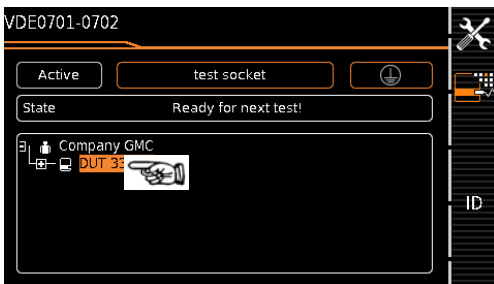 VDE0701-0702
Active test socket
State Ready for next test!
Company GMC
DUT 33
ID